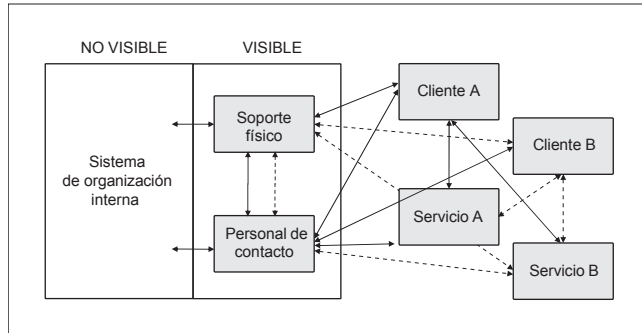 NO VISIBLE
VISIBLE
Sistema
de organización
interna
Soporte
físico
Personal de
contacto
Cliente A
Cliente B
Servicio A
Servicio B